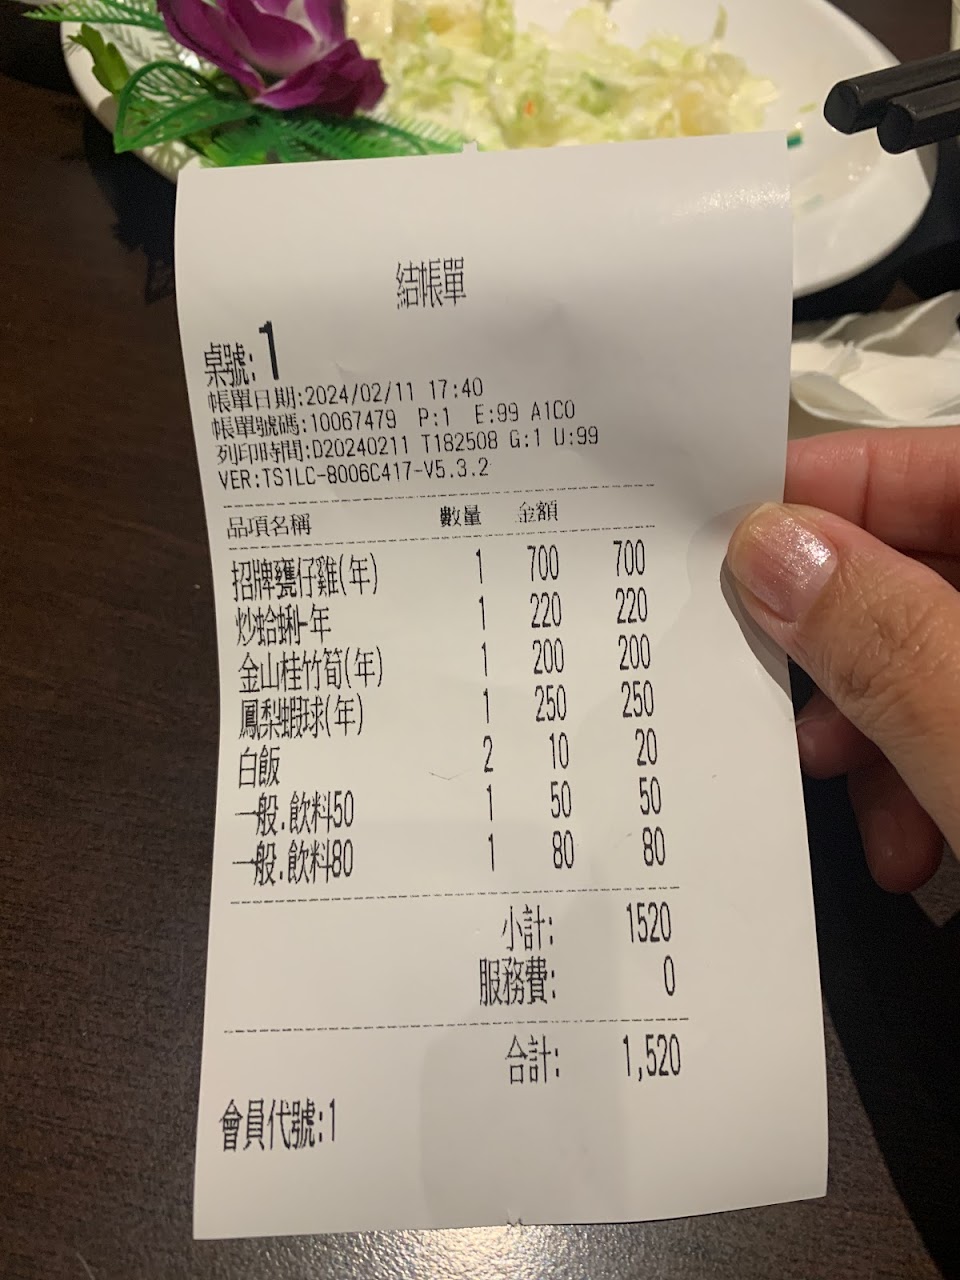 結帳單
桌號:1
帳單日期:2024/02/11 17:40
帳單號碼:10067479 P:1 E:99 A1C0
列印時間:D20240211 T182508 G:1 U:99
VER:TS1LC-8006C417-V5.3.2
品項名稱 數量 金額
招牌甕仔雞(年) 1 700 700
炒蛤蜊-年 1 220 220
金山桂竹筍(年) 1 200 200
鳳梨蝦球(年) 1 250 250
白飯 2 10 20
一般.飲料50 1 50 50
一般.飲料80 1 80 80
小計: 1520
服務費: 0
合計: 1,520
會員代號:1